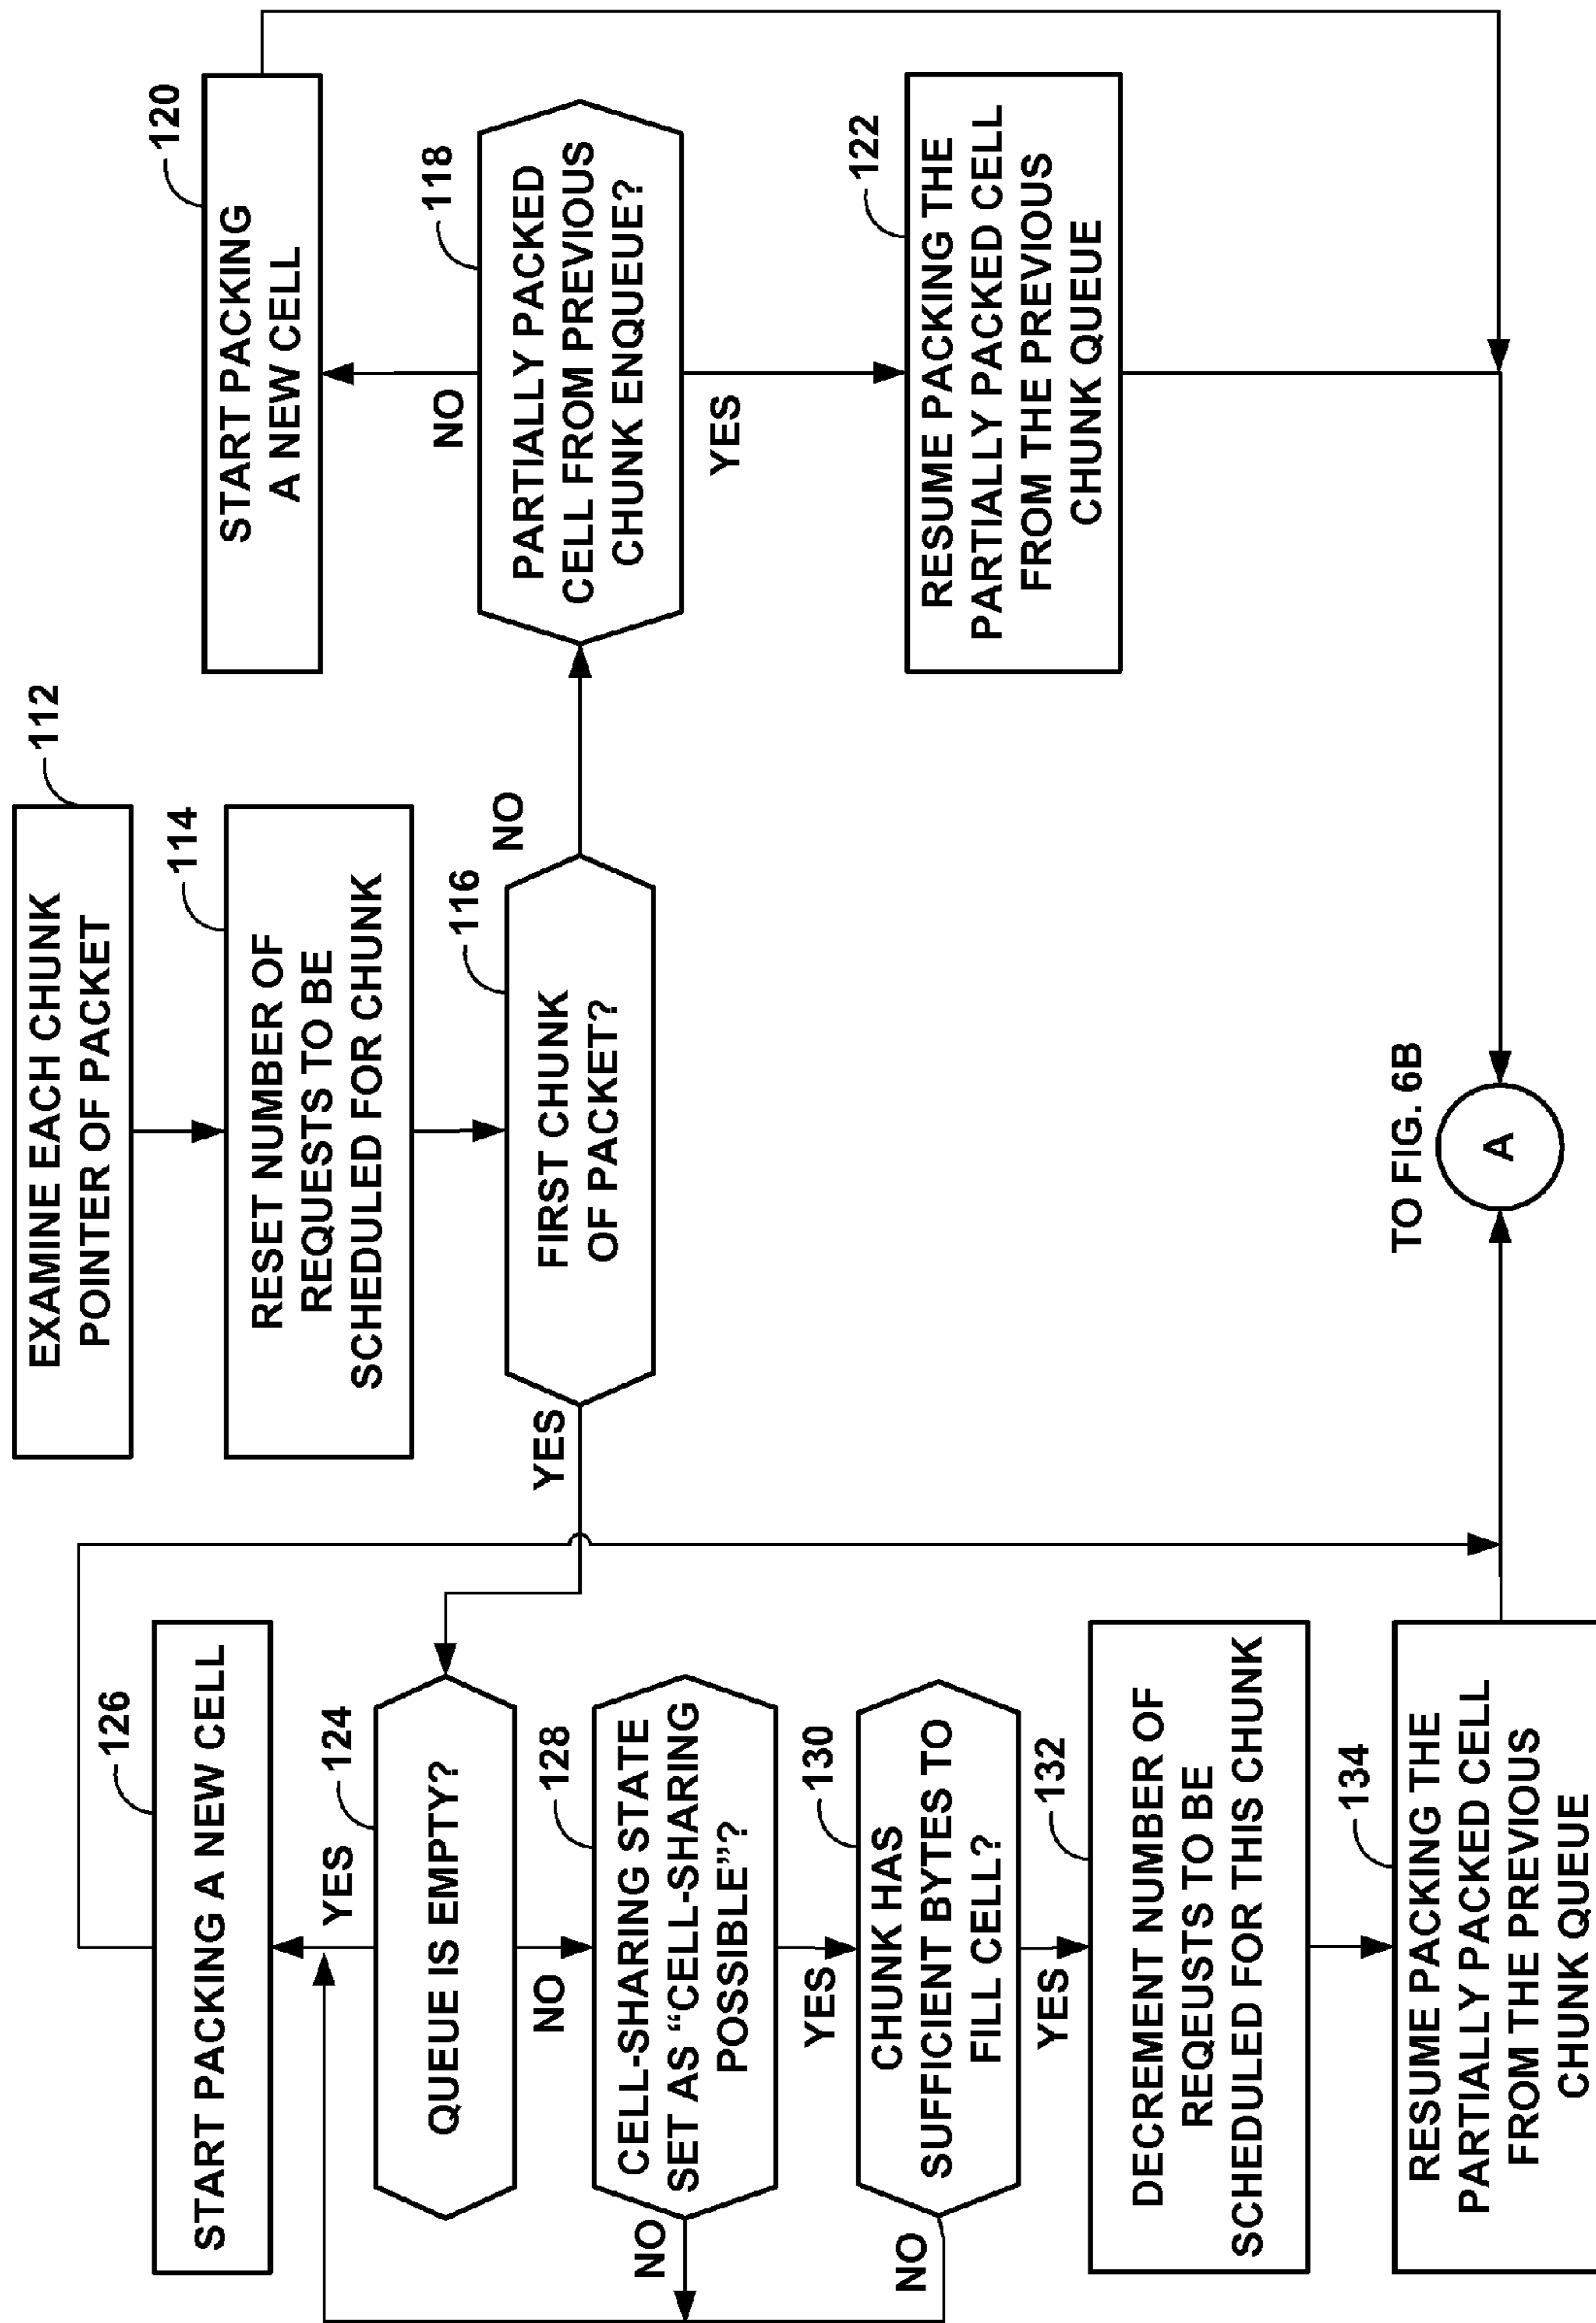 EXAMINE EACH CHUNK
POINTER OF PACKET
112
RESET NUMBER OF
REQUESTS TO BE
SCHEDULED FOR CHUNK
114
FIRST CHUNK
OF PACKET?
116
YES
NO
START PACKING A NEW CELL
126
YES
QUEUE IS EMPTY?
124
NO
CELL-SHARING STATE
SET AS “CELL-SHARING
POSSIBLE”?
128
NO
YES
CHUNK HAS
SUFFICIENT BYTES TO
FILL CELL?
130
NO
YES
DECREMENT NUMBER OF
REQEUSTS TO BE
SCHEDULED FOR THIS CHUNK
132
RESUME PACKING THE
PARTIALLY PACKED CELL
FROM THE PREVIOUS
CHUNK QUEUE
134
START PACKING
A NEW CELL
120
NO
PARTIALLY PACKED
CELL FROM PREVIOUS
CHUNK ENQUEUE?
118
YES
RESUME PACKING THE
PARTIALLY PACKED CELL
FROM THE PREVIOUS
CHUNK QUEUE
122
TO FIG. 6B
A